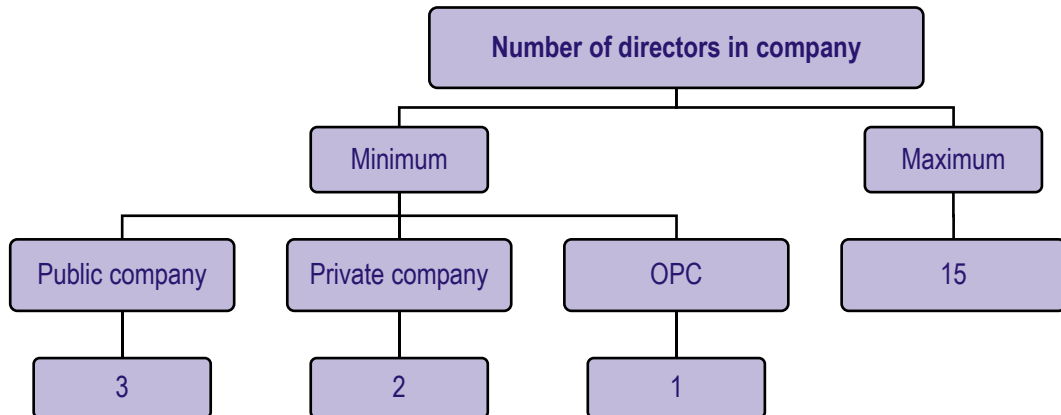 Number of directors in company
Minimum
Maximum
Public company
Private company
OPC
15
3
2
1